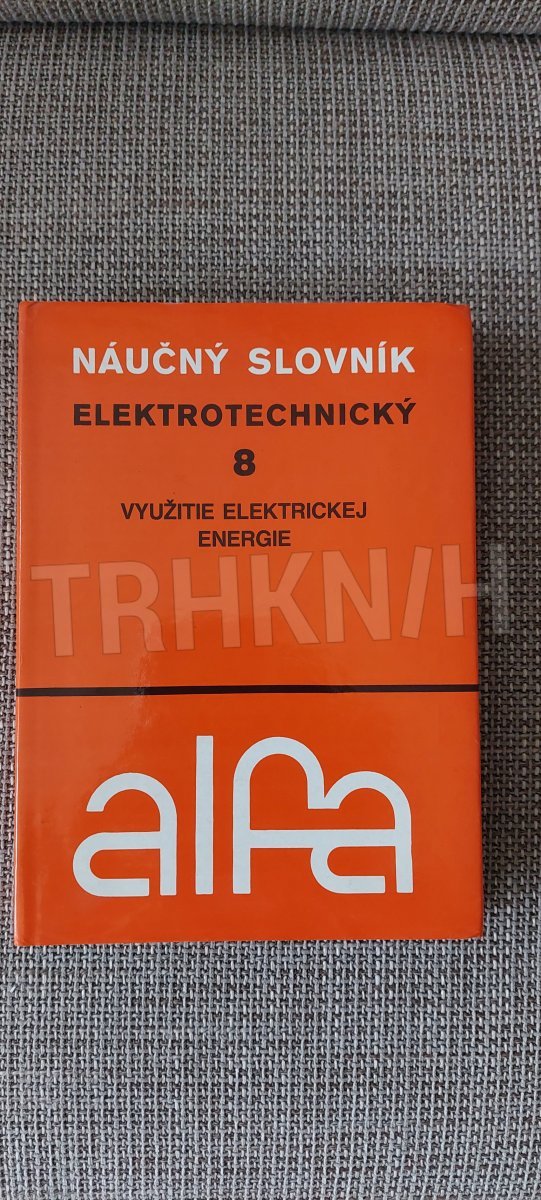 NÁUČNÝ SLOVNÍK
ELEKTROTECHNICKÝ
8
VYUŽITIE ELEKTRICKEJ
ENERGIE
TRHKNIH
alfa